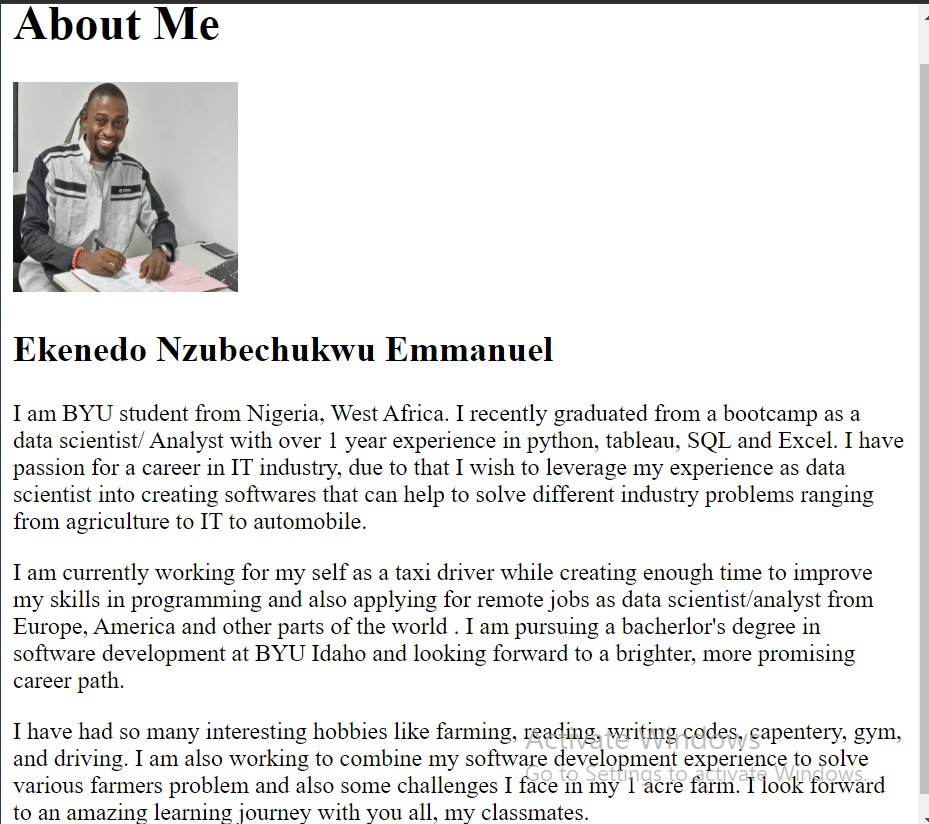 About Me
Ekenedo Nzubechukwu Emmanuel
I am BYU student from Nigeria, West Africa. I recently graduated from a bootcamp as a
data scientist/ Analyst with over 1 year experience in python, tableau, SQL and Excel. I have
passion for a career in IT industry, due to that I wish to leverage my experience as data
scientist into creating softwares that can help to solve different industry problems ranging
from agriculture to IT to automobile.
I am currently working for my self as a taxi driver while creating enough time to improve
my skills in programming and also applying for remote jobs as data scientist/analyst from
Europe, America and other parts of the world . I am pursuing a bacherlor's degree in
software development at BYU Idaho and looking forward to a brighter, more promising
career path.
I have had so many interesting hobbies like farming, reading, writing codes, capentery, gym,
and driving. I am also working to combine my software development experience to solve
various farmers problem and also some challenges I face in my 1 acre farm. I look forward
to an amazing learning journey with you all, my classmates.
Activate Windows
Go to Settings to activate Windows.